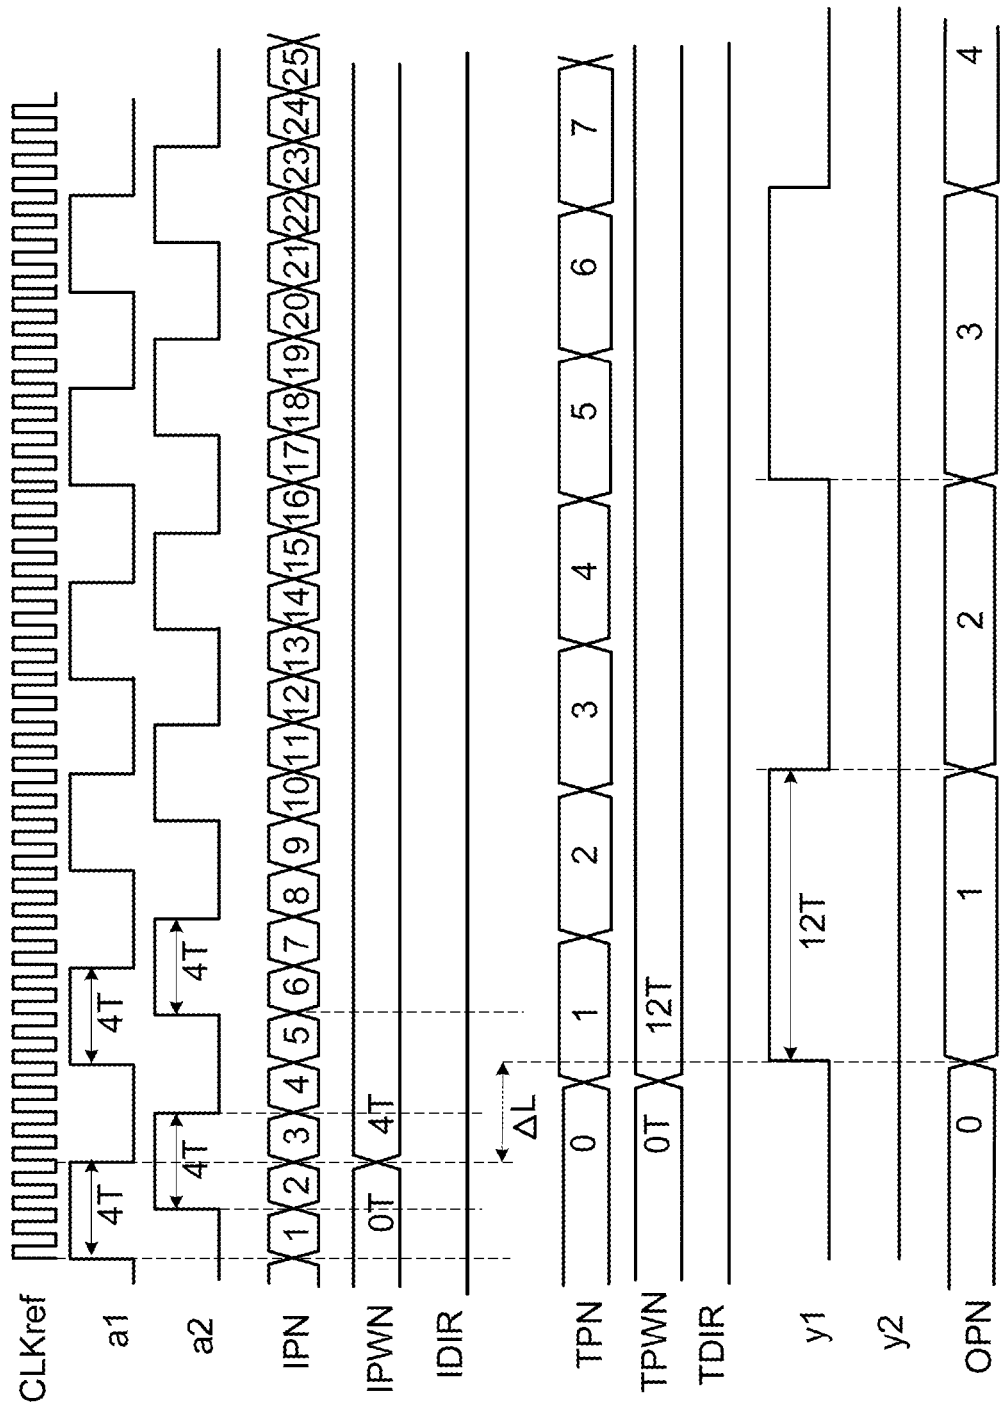 CLKref
a1 4T 4T
a2 4T 4T
IPN 1 2 3 4 5 6 7 8 9 10 11 12 13 14 15 16 17 18 19 20 21 22 23 24 25
IPWN 0T 4T
IDIR
ΔL
TPN 0 1 2 3 4 5 6 7
TPWN 0T 12T
TDIR
y1 12T
y2
OPN 0 1 2 3 4